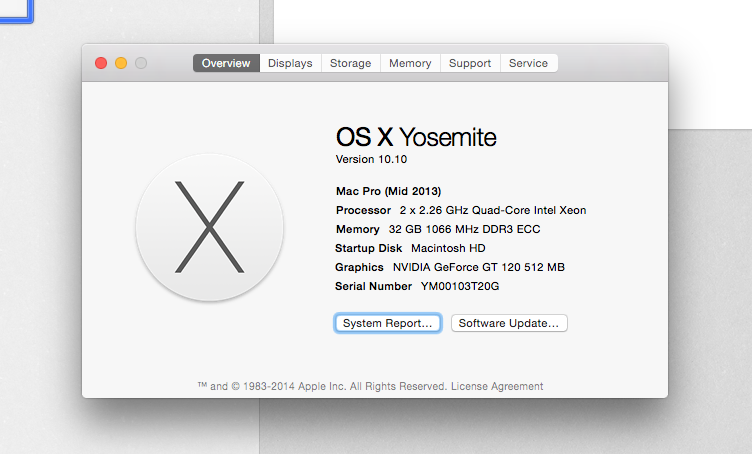 Overview Displays Storage Memory Support Service
OS X Yosemite
Version 10.10
Mac Pro (Mid 2013)
Processor 2 x 2.26 GHz Quad-Core Intel Xeon
Memory 32 GB 1066 MHz DDR3 ECC
Startup Disk Macintosh HD
Graphics NVIDIA GeForce GT 120 512 MB
Serial Number YM00103T20G
System Report... Software Update...
™ and © 1983-2014 Apple Inc. All Rights Reserved. License Agreement